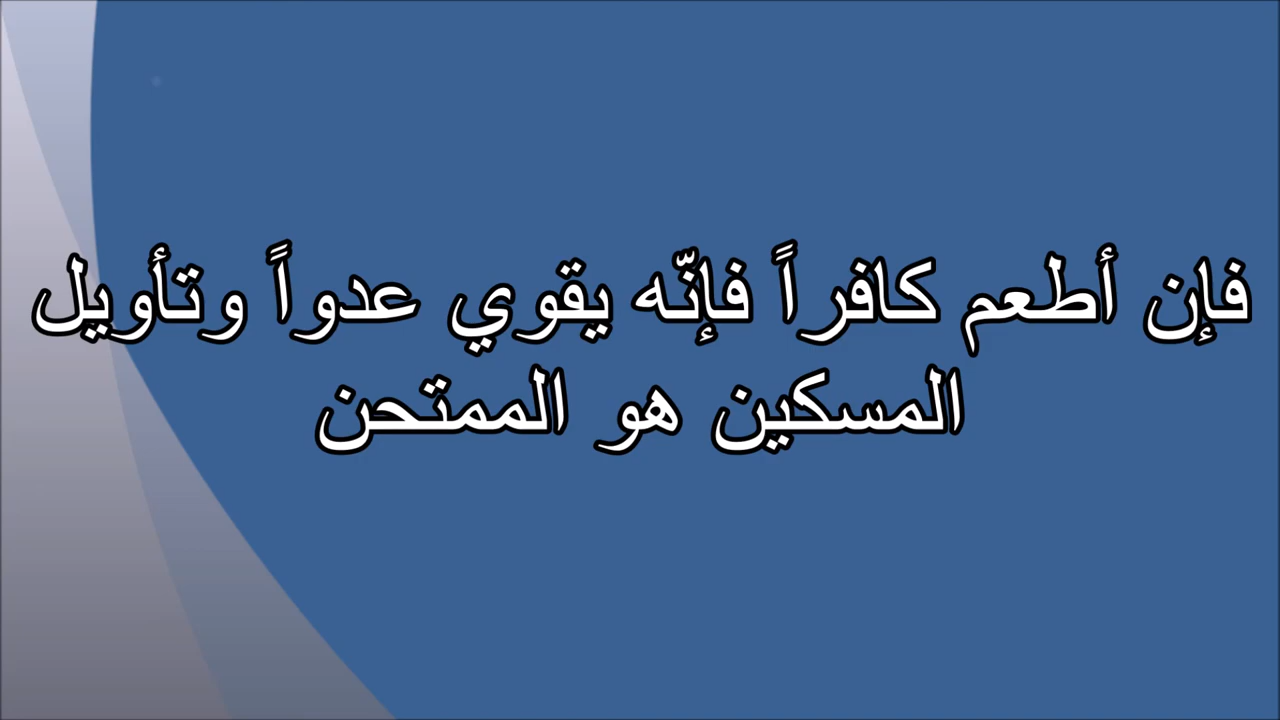 فإن أطعم كافراً فإنّه يقوي عدواً وتأويل
المسكين هو الممتحن